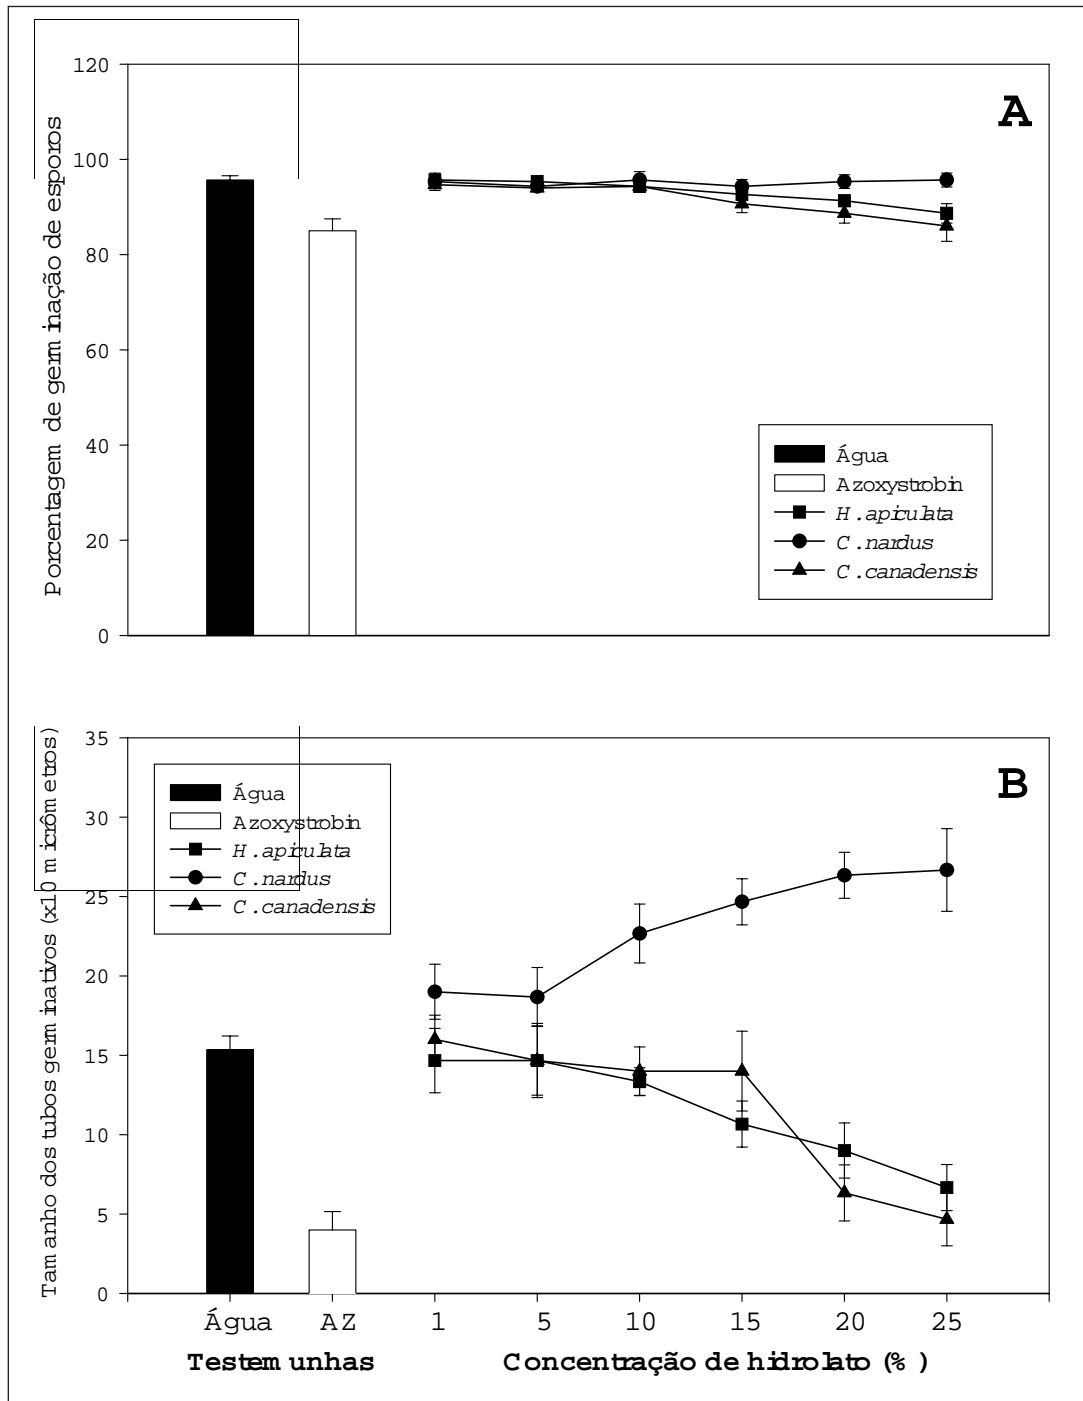 A
Porcentagem de germinação de esporos
120
100
80
60
40
20
0
Água
Azoxystrobin
H. apiculata
C. nardus
C. canadensis
B
Tamanho dos tubos germinativos (x10 micrômetros)
35
30
25
20
15
10
5
0
Água
Azoxystrobin
H. apiculata
C. nardus
C. canadensis
Água AZ 1 5 10 15 20 25
Testemunhas Concentração de hidrolato (%)